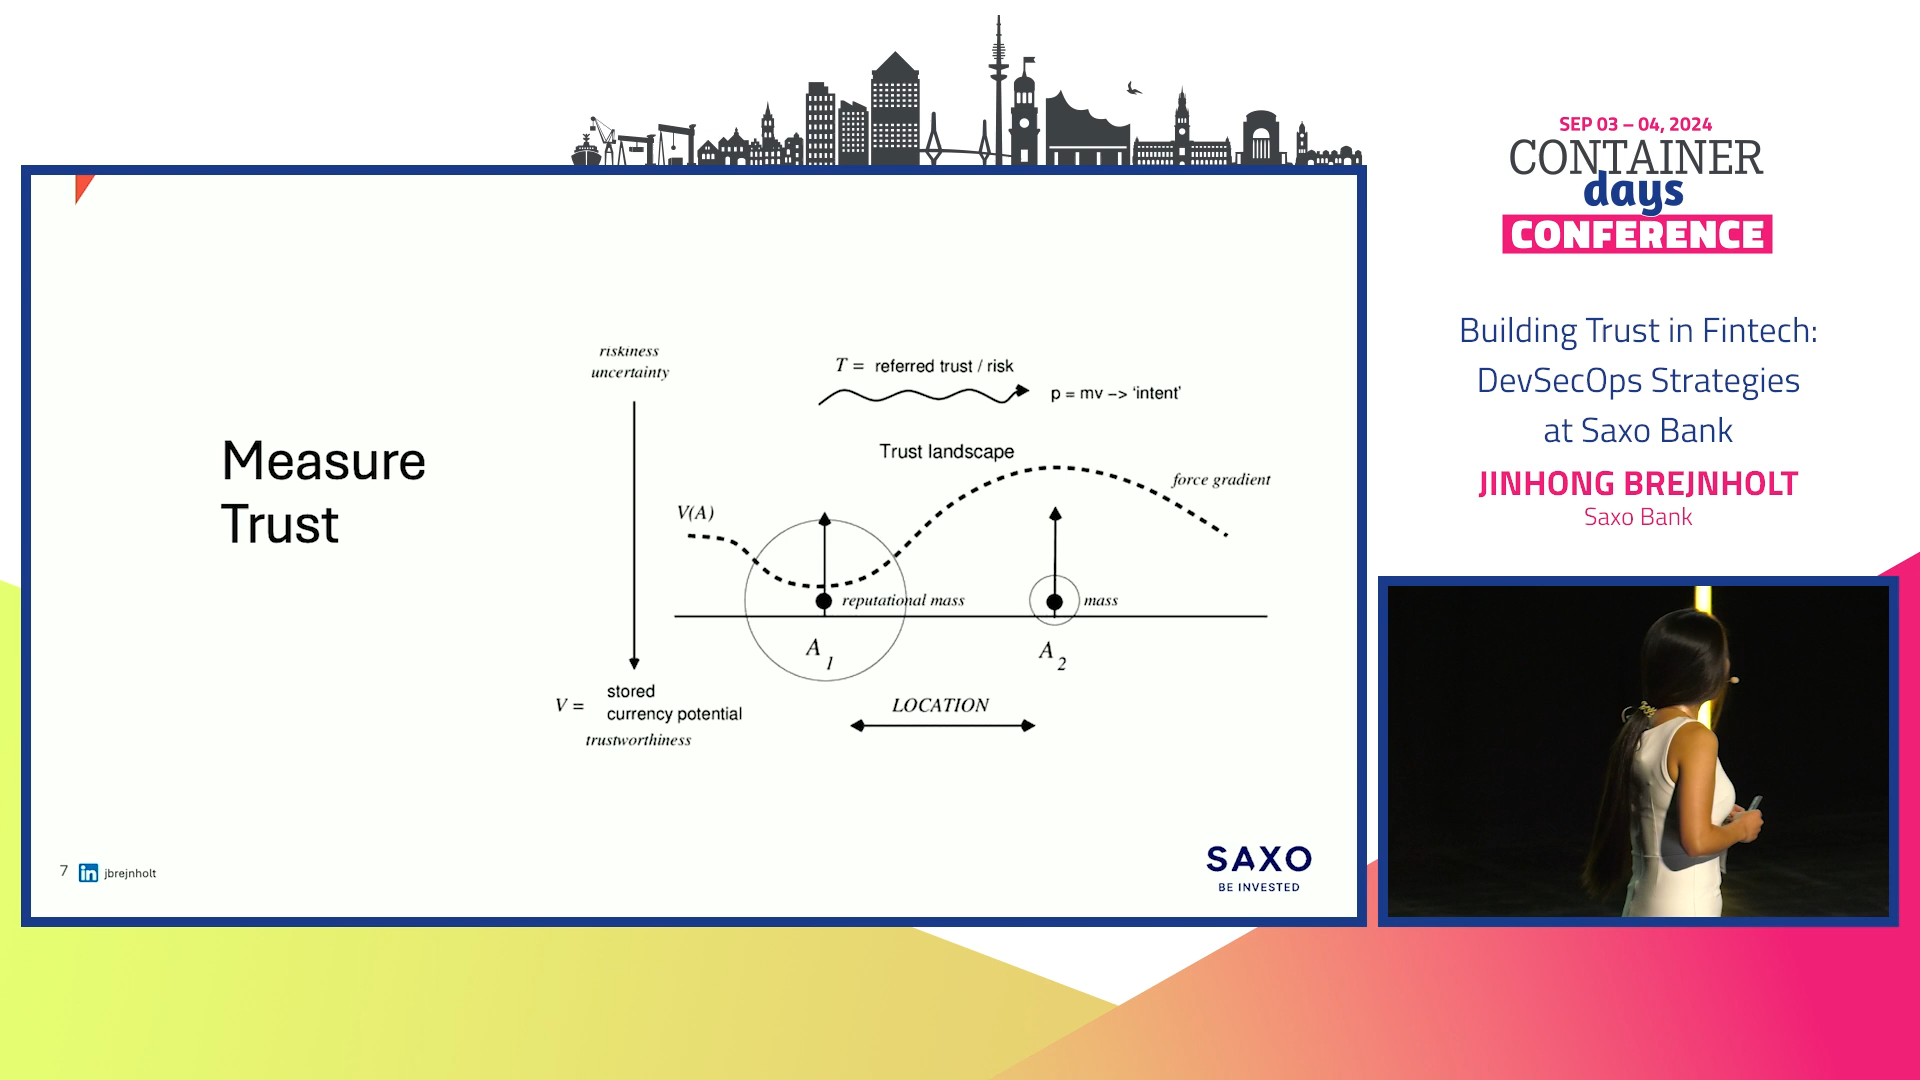 SEP 03 – 04, 2024
CONTAINER
days
CONFERENCE
Building Trust in Fintech:
DevSecOps Strategies
at Saxo Bank
JINHONG BREJNHOLT
Saxo Bank
Measure
Trust
riskiness
uncertainty
T = referred trust / risk
p = mv –> ‘intent’
Trust landscape
force gradient
V(A)
reputational mass
mass
A 1
A 2
V = stored
currency potential
trustworthiness
LOCATION
7 in jbrejnholt
SAXO
BE INVESTED